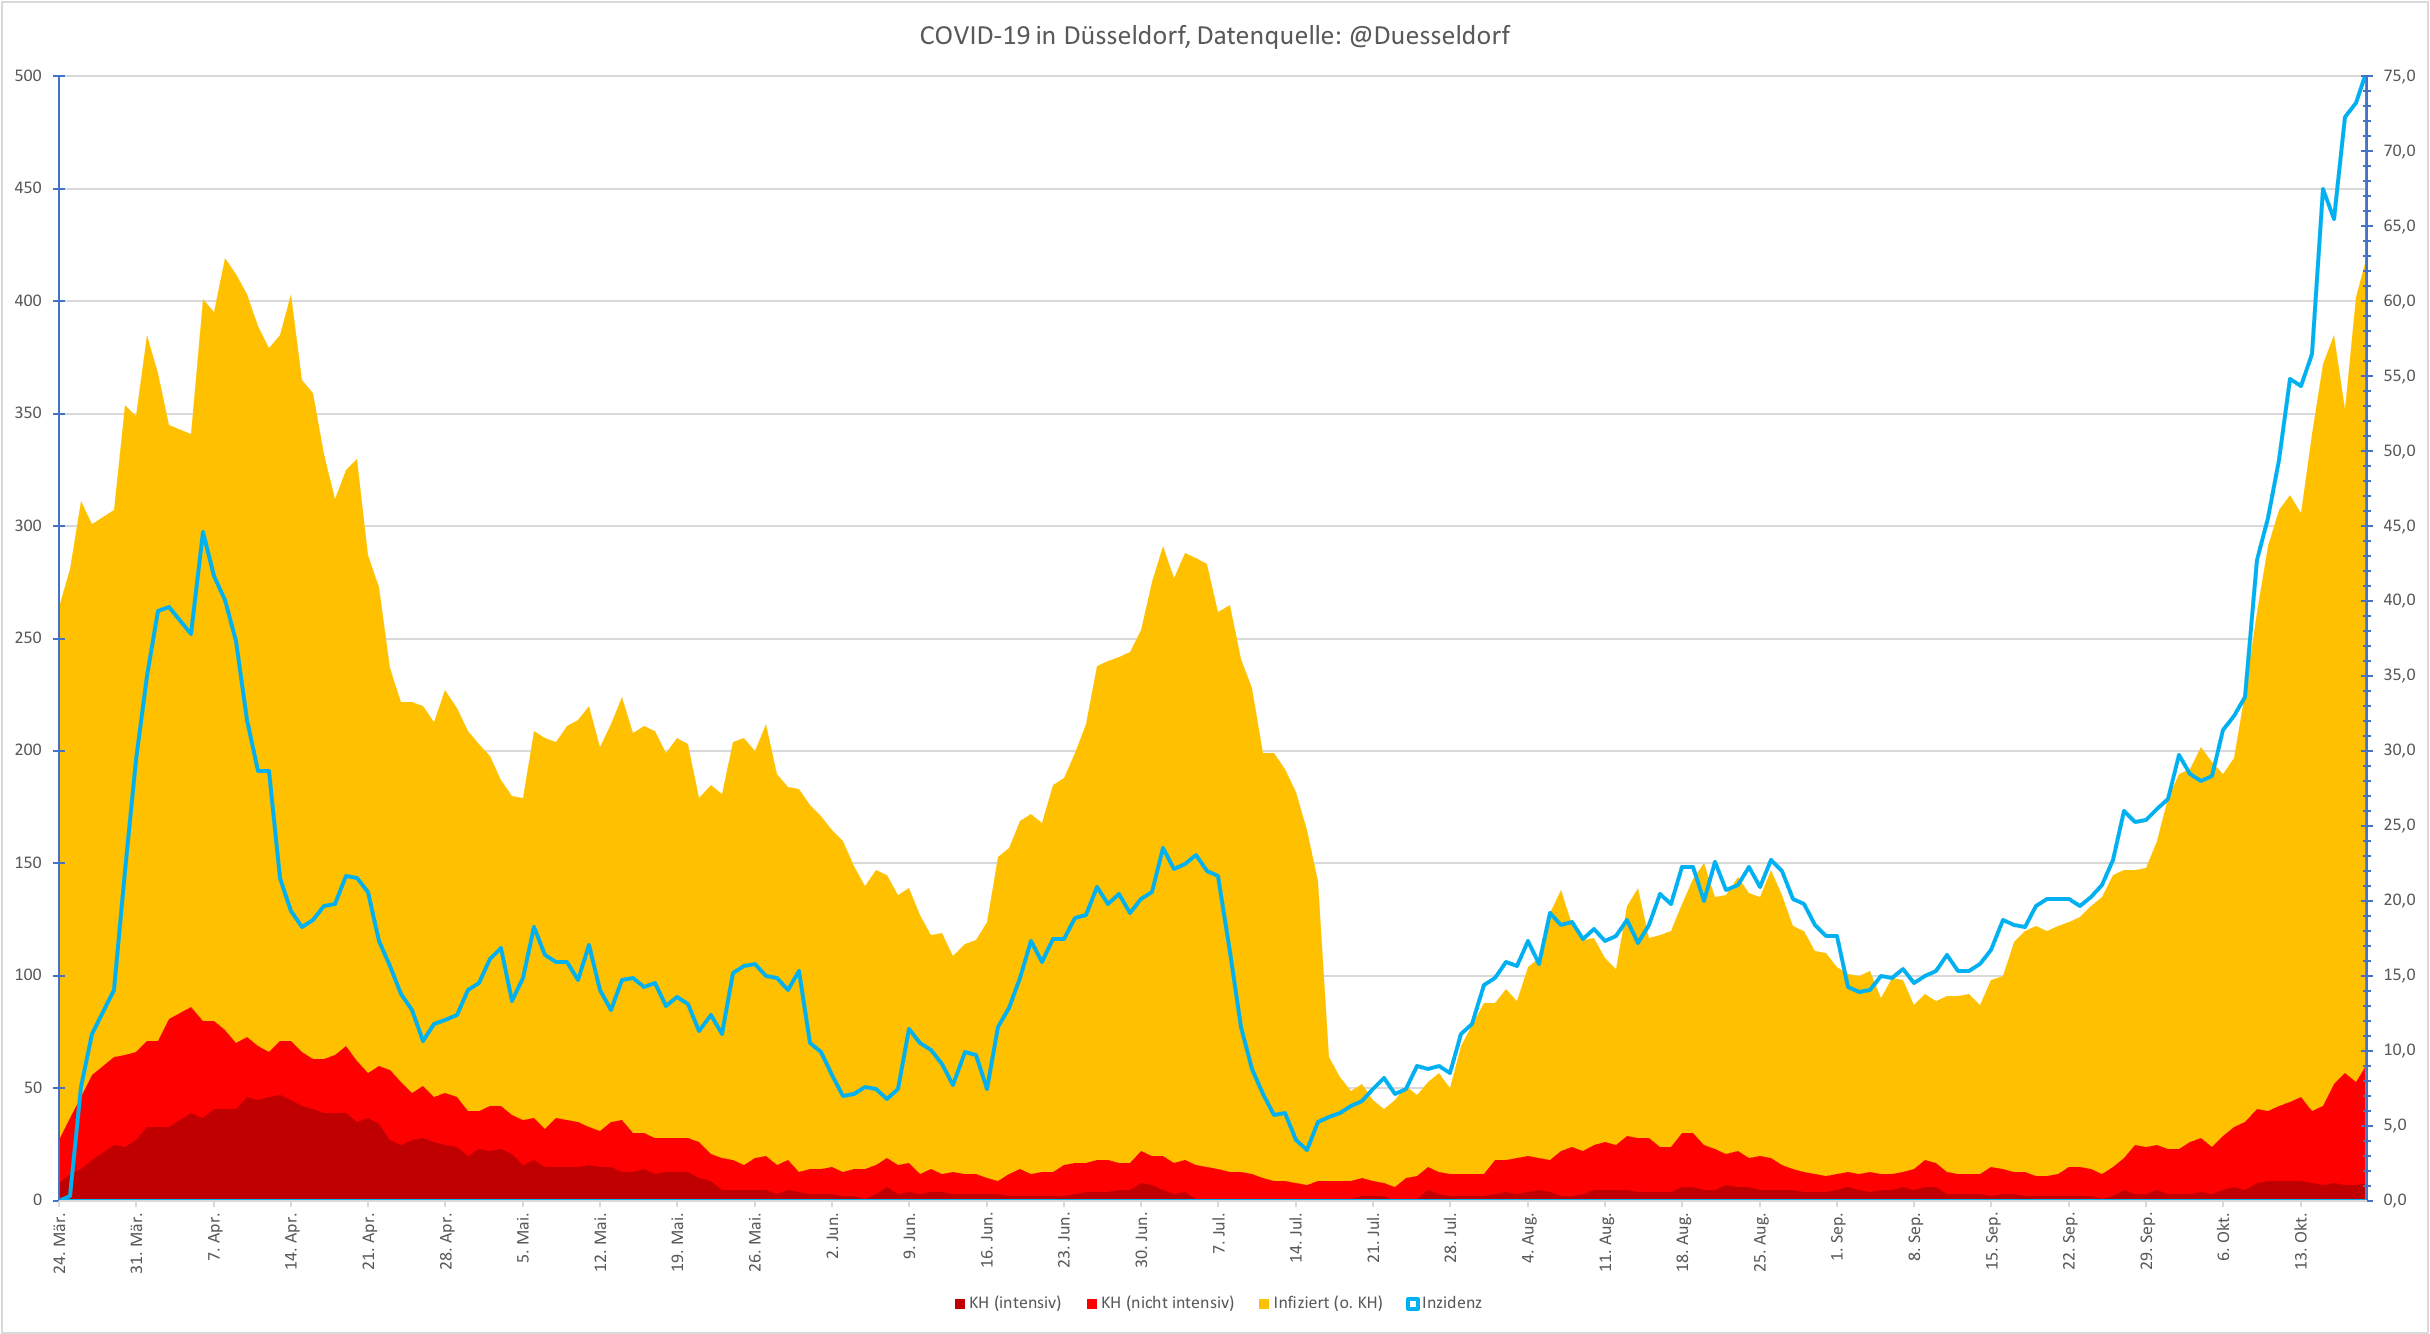 COVID-19 in Düsseldorf, Datenquelle: @Duesseldorf
500
450
400
350
300
250
200
150
100
50
0
75,0
70,0
65,0
60,0
55,0
50,0
45,0
40,0
35,0
30,0
25,0
20,0
15,0
10,0
5,0
0,0
24. Mär.
31. Mär.
7. Apr.
14. Apr.
21. Apr.
28. Apr.
5. Mai.
12. Mai.
19. Mai.
26. Mai.
2. Jun.
9. Jun.
16. Jun.
23. Jun.
30. Jun.
7. Jul.
14. Jul.
21. Jul.
28. Jul.
4. Aug.
11. Aug.
18. Aug.
25. Aug.
1. Sep.
8. Sep.
15. Sep.
22. Sep.
29. Sep.
6. Okt.
13. Okt.
KH (intensiv) KH (nicht intensiv) Infiziert (o. KH) Inzidenz